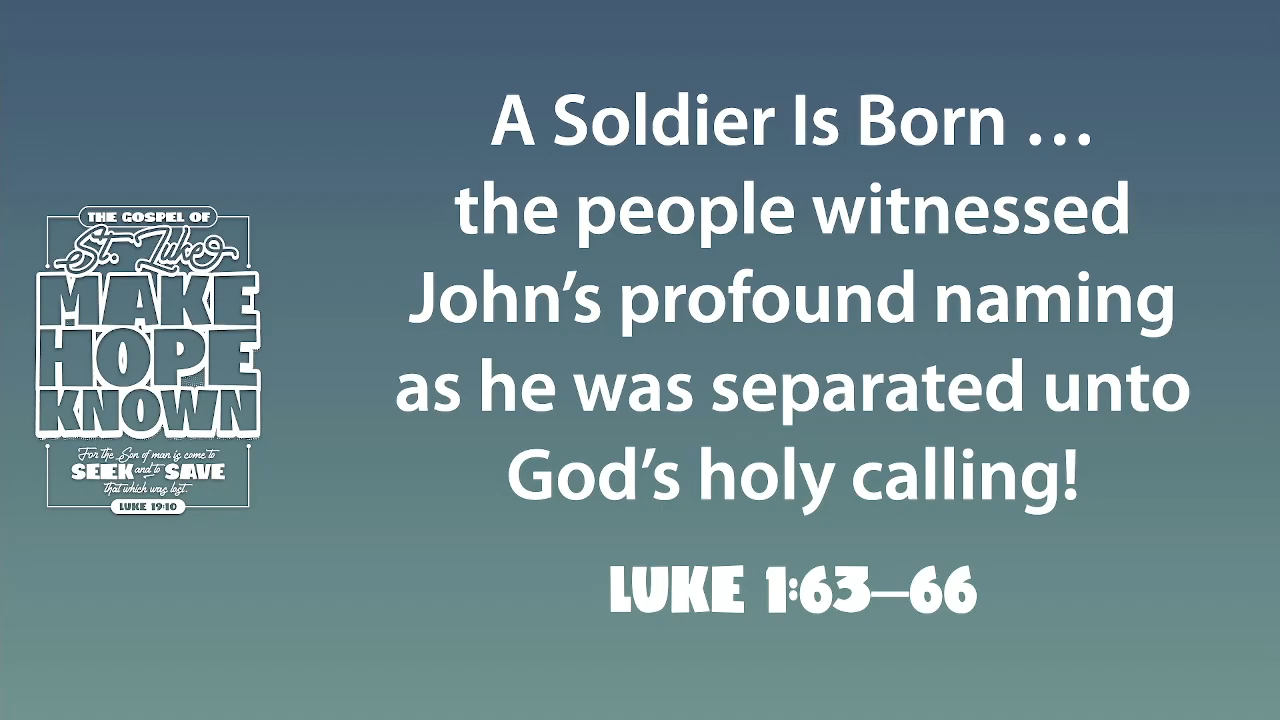 THE GOSPEL OF
St. Luke
MAKE
HOPE
KNOWN
For the Son of man is come to
SEEK and to SAVE
that which was lost.
LUKE 19:10
A Soldier Is Born …
the people witnessed
John’s profound naming
as he was separated unto
God’s holy calling!
LUKE 1:63–66